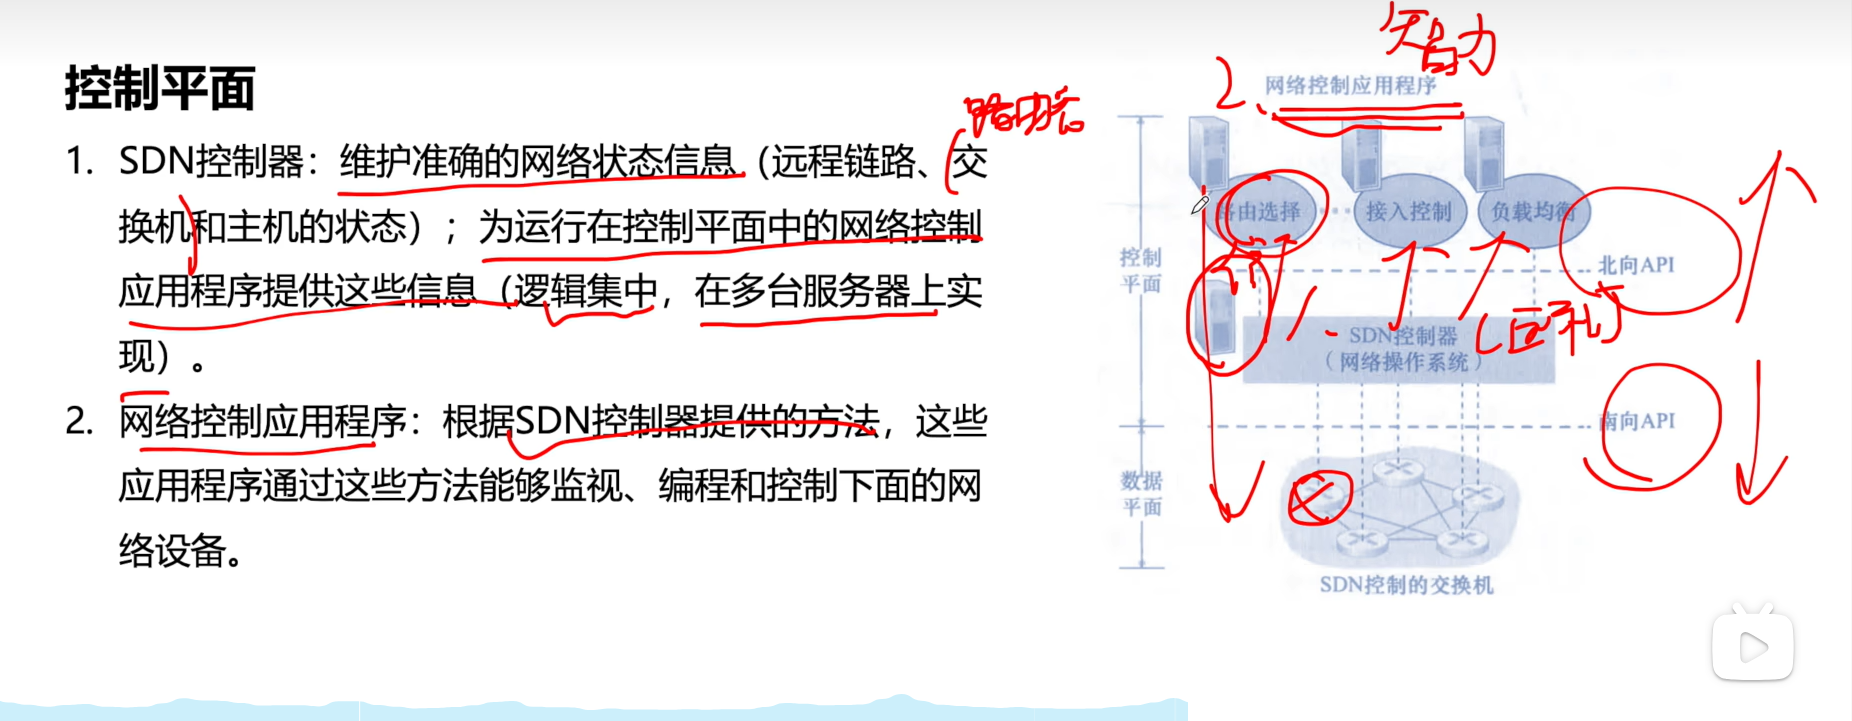 控制平面
1. SDN控制器：维护准确的网络状态信息（远程链路、交
换机和主机的状态）；为运行在控制平面中的网络控制
应用程序提供这些信息（逻辑集中，在多台服务器上实
现）。
2. 网络控制应用程序：根据SDN控制器提供的方法，这些
应用程序通过这些方法能够监视、编程和控制下面的网
络设备。
路由器
智力
2、
网络控制应用程序
路由选择
接入控制
负载均衡
控制
平面
北向API
SDN控制器
（网络操作系统）
南向API
数据
平面
SDN控制的交换机